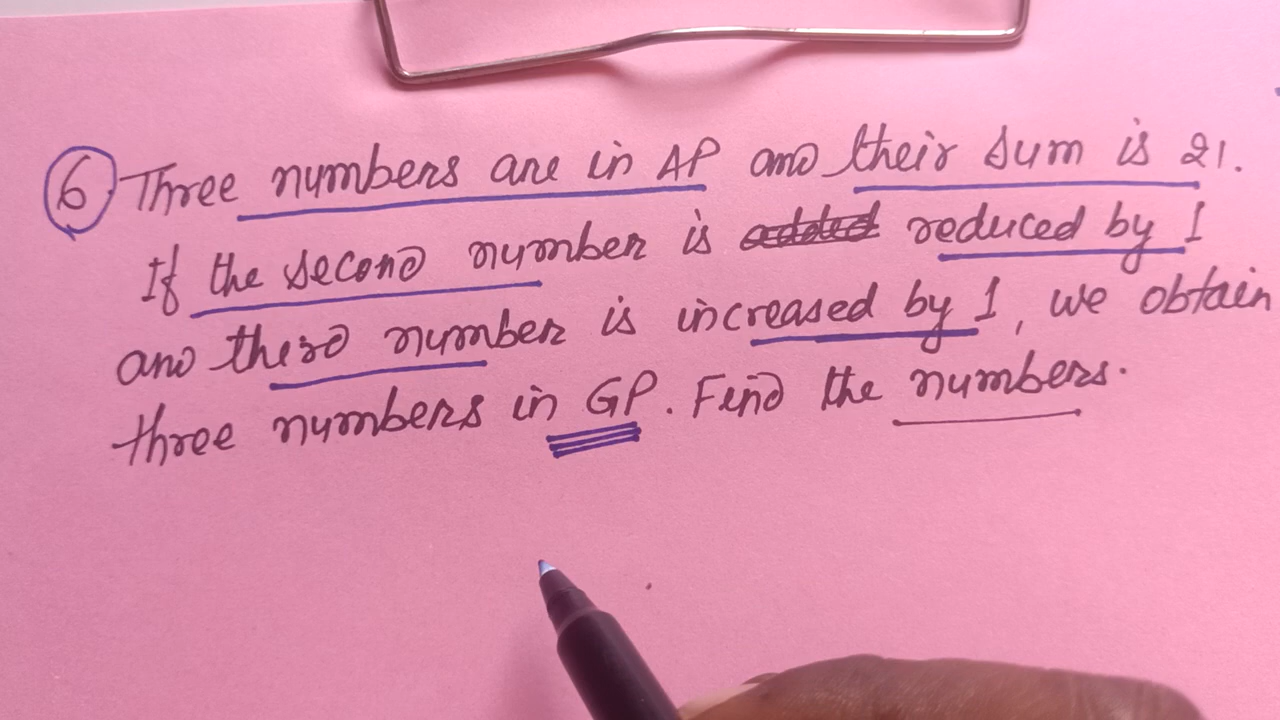 6 Three numbers are in AP and their sum is 21.
If the second number is added reduced by 1
and third number is increased by 1, we obtain
three numbers in GP. Find the numbers.